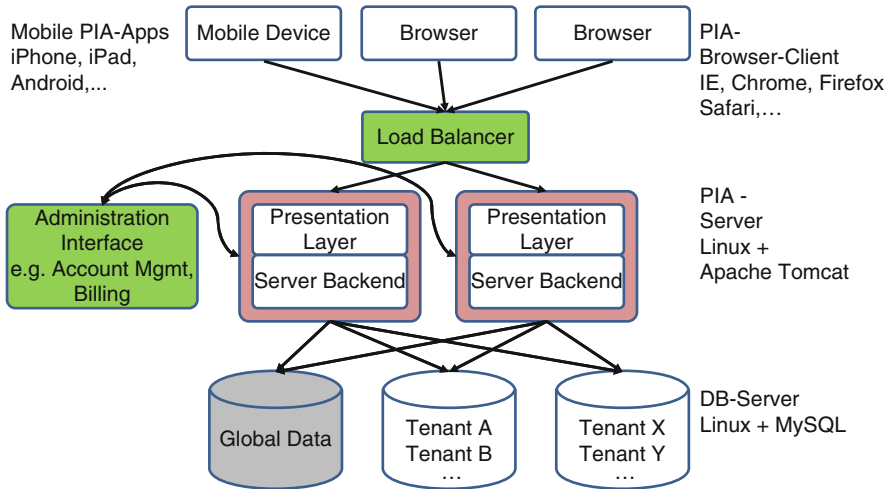 Mobile PIA-Apps
iPhone, iPad,
Android,...
Mobile Device
Browser
Browser
PIA-
Browser-Client
IE, Chrome, Firefox
Safari,...
Load Balancer
Administration
Interface
e.g. Account Mgmt,
Billing
Presentation
Layer
Server Backend
Presentation
Layer
Server Backend
PIA -
Server
Linux +
Apache Tomcat
Global Data
Tenant A
Tenant B
...
Tenant X
Tenant Y
...
DB-Server
Linux + MySQL